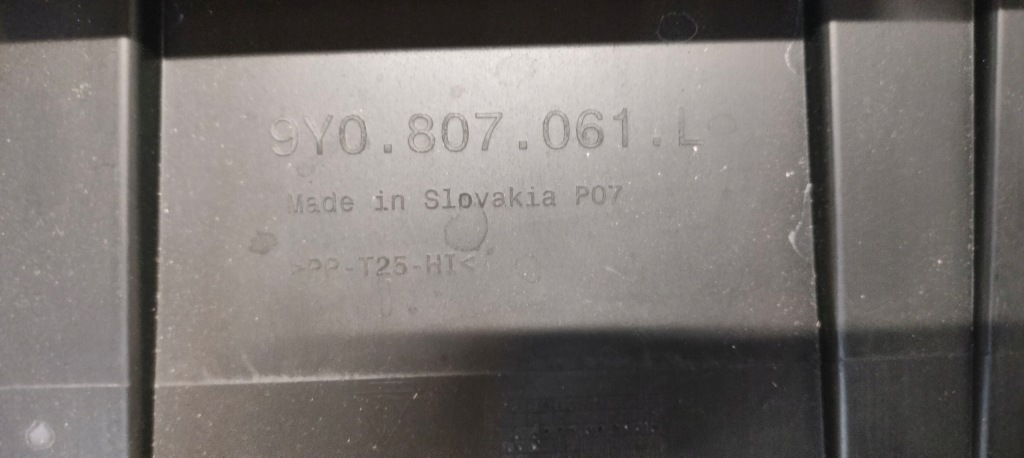 9Y0.807.061.L
Made in Slovakia P07
>PP-T25-HI<